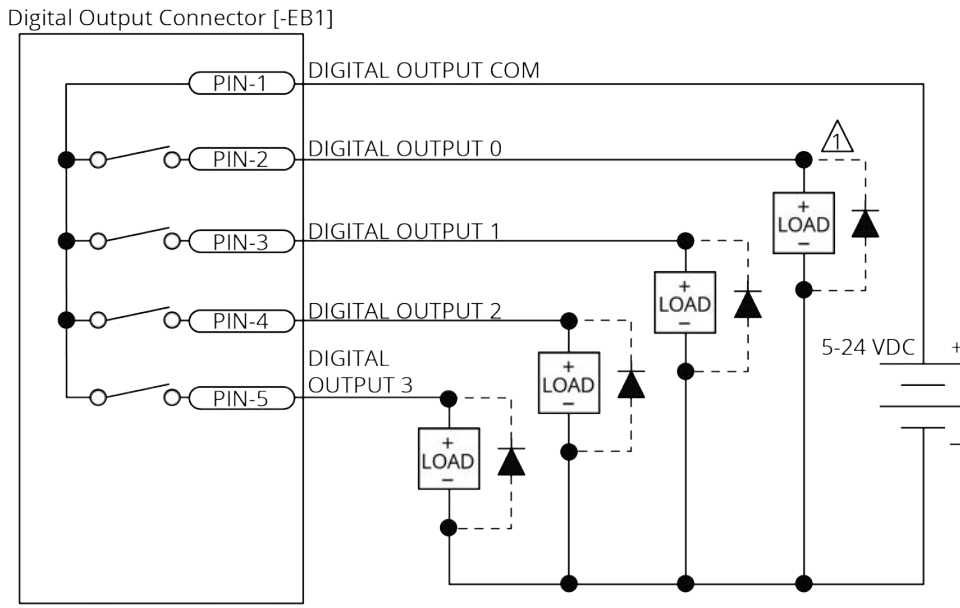 Digital Output Connector [-EB1]
PIN-1
DIGITAL OUTPUT COM
1
PIN-2
DIGITAL OUTPUT 0
+
LOAD
–
PIN-3
DIGITAL OUTPUT 1
+
LOAD
–
PIN-4
DIGITAL OUTPUT 2
+
LOAD
–
5-24 VDC
+
–
DIGITAL
OUTPUT 3
PIN-5
+
LOAD
–